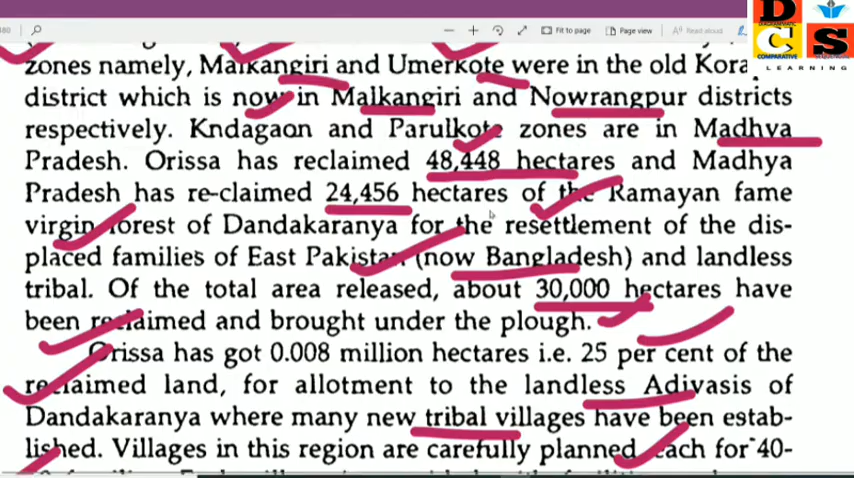 Fit to page
Page view
Read aloud
D
DIAGRAMMATIC
C
S
COMPARATIVE
LEARNING
zones namely, Malkangiri and Umerkote were in the old Kora
district which is now in Malkangiri and Nowrangpur districts
respectively. Kndagaon and Parulkote zones are in Madhya
Pradesh. Orissa has reclaimed 48,448 hectares and Madhya
Pradesh has re-claimed 24,456 hectares of the Ramayan fame
virgin forest of Dandakaranya for the resettlement of the dis-
placed families of East Pakistan (now Bangladesh) and landless
tribal. Of the total area released, about 30,000 hectares have
been reclaimed and brought under the plough.
Orissa has got 0.008 million hectares i.e. 25 per cent of the
reclaimed land, for allotment to the landless Adivasis of
Dandakaranya where many new tribal villages have been estab-
lished. Villages in this region are carefully planned each for 40-